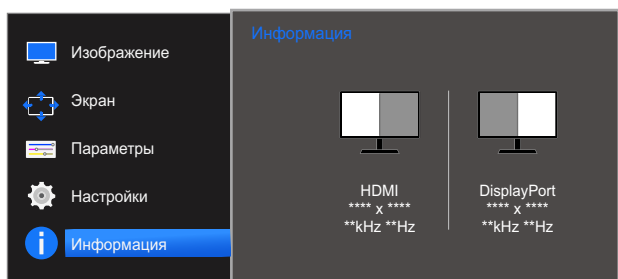 Изображение
Экран
Параметры
Настройки
Информация
Информация
HDMI
**** x ****
**kHz **Hz
DisplayPort
**** x ****
**kHz **Hz